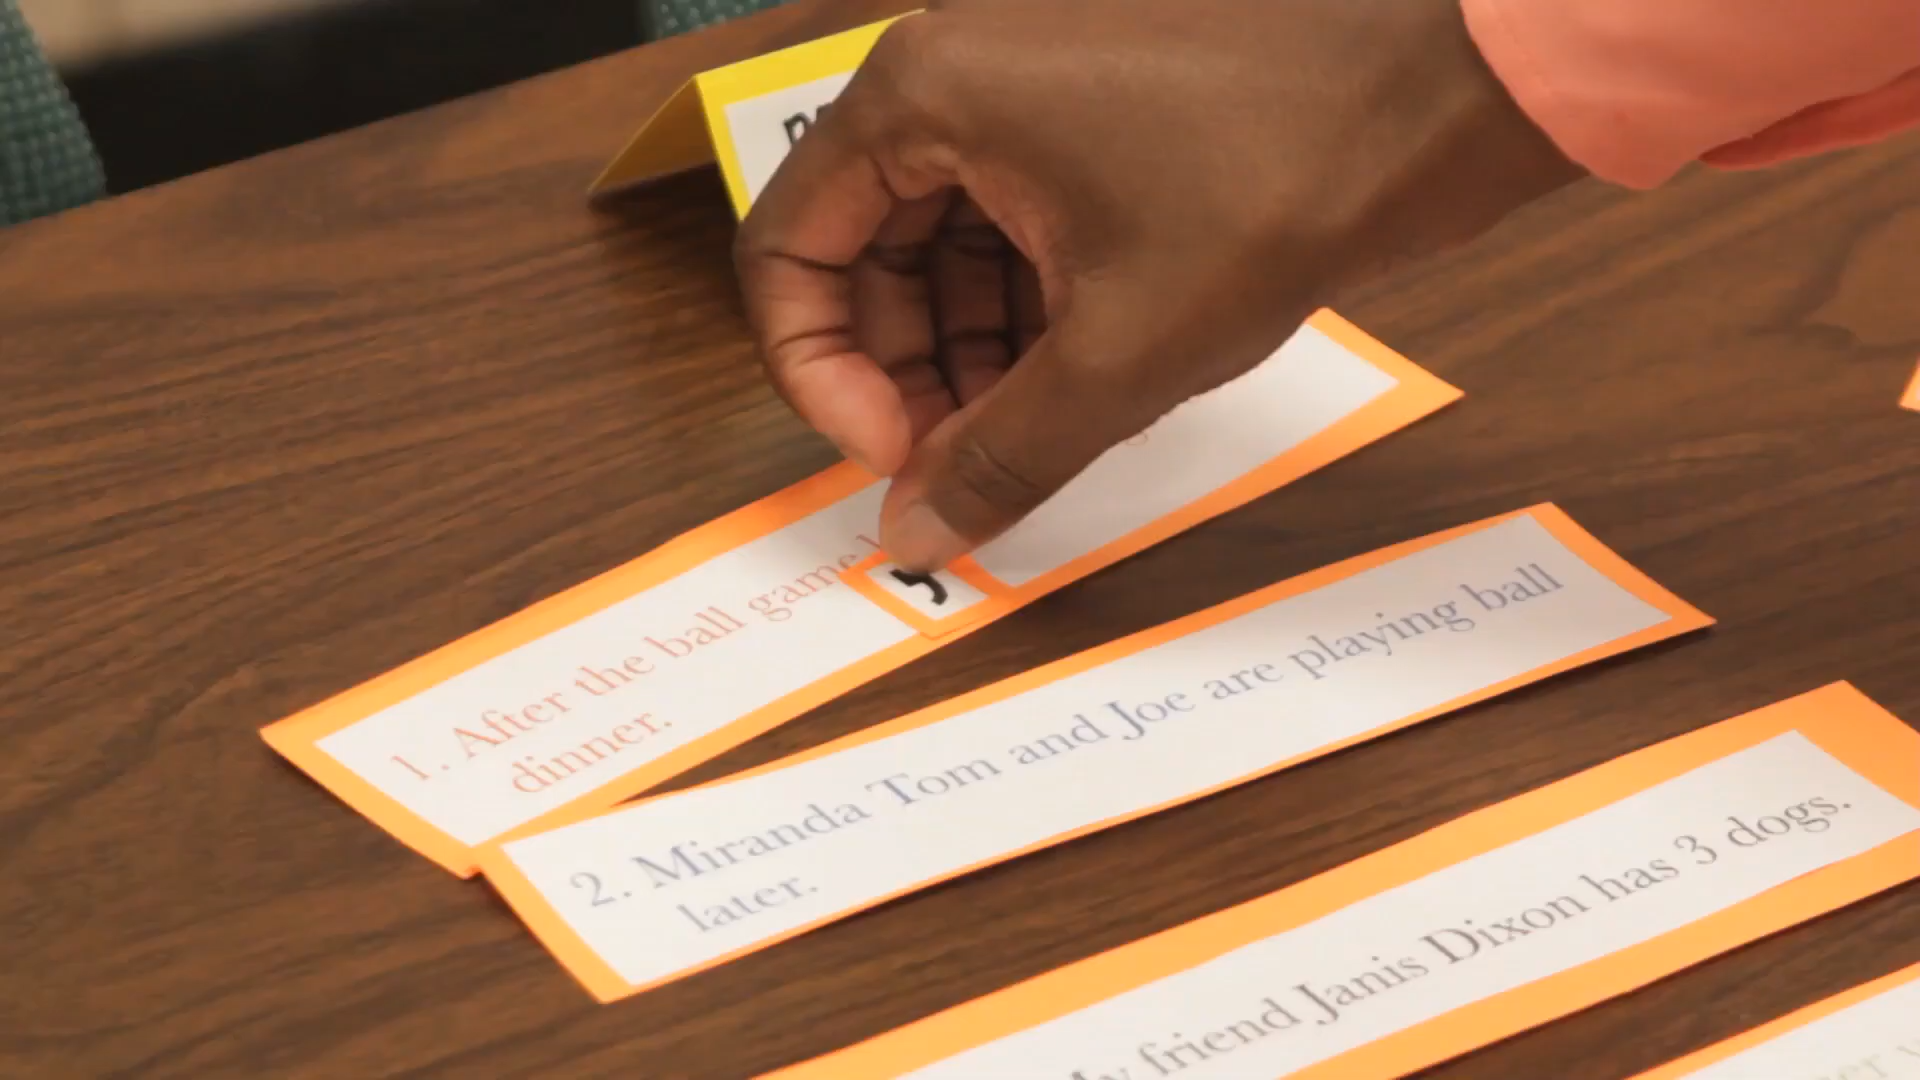 1. After the ball game
dinner.
,
2. Miranda Tom and Joe are playing ball
later.
friend Janis Dixon has 3 dogs.